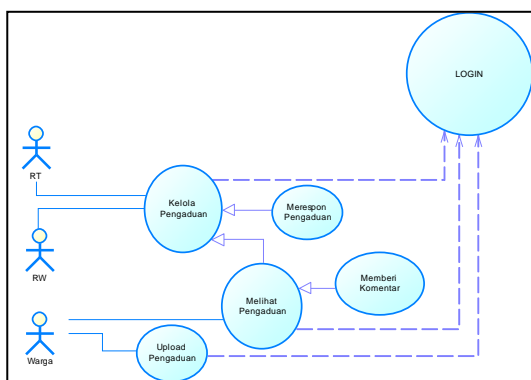 LOGIN
RT
Kelola
Pengaduan
Merespon
Pengaduan
RW
Melihat
Pengaduan
Memberi
Komentar
Warga
Upload
Pengaduan